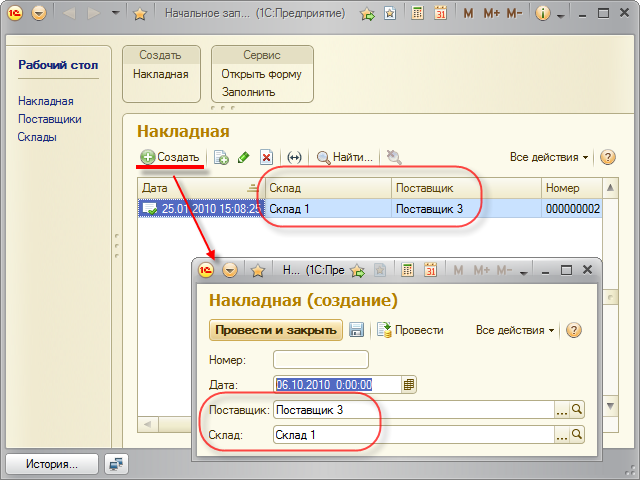 Начальное зап... (1С:Предприятие)
M M+ M-
Рабочий стол
Накладная
Поставщики
Склады
Создать
Накладная
Сервис
Открыть форму
Заполнить
Накладная
Создать
Найти...
Все действия
Дата Склад Поставщик Номер
25.01.2010 15:08:25 Склад 1 Поставщик 3 000000002
Н... (1С:Пре
M M+ M-
Накладная (создание)
Провести и закрыть
Провести
Все действия
Номер:
Дата: 06.10.2010 0:00:00
Поставщик: Поставщик 3
Склад: Склад 1
История...